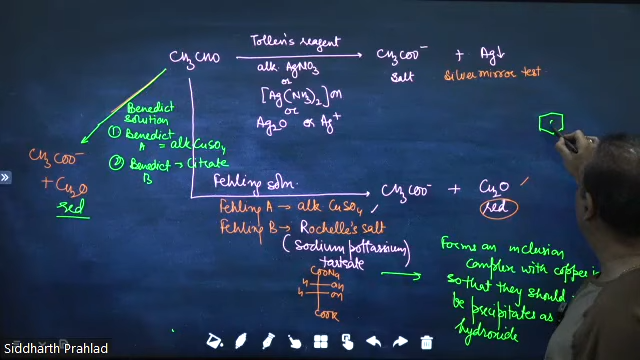 Tollen's reagent
CH3CHO → CH3COO⁻ + Ag↓
alk. AgNO3
Salt
Silver mirror test
or
[Ag(NH3)2]OH
or
Ag2O or Ag⁺
Benedict
solution
① Benedict
A = alk CuSO4
② Benedict → Citrate
B
CH3COO⁻
+ Cu2O
red
Fehling soln.
CH3COO⁻ + Cu2O
red
Fehling A → alk CuSO4
Fehling B → Rochelle's salt
(Sodium pottassium)
tartrate
COONa
H OH
H OH
COOK
Forms an inclusion
complex with copper
so that they should
be precipitates as
hydroxide
Siddharth Prahlad